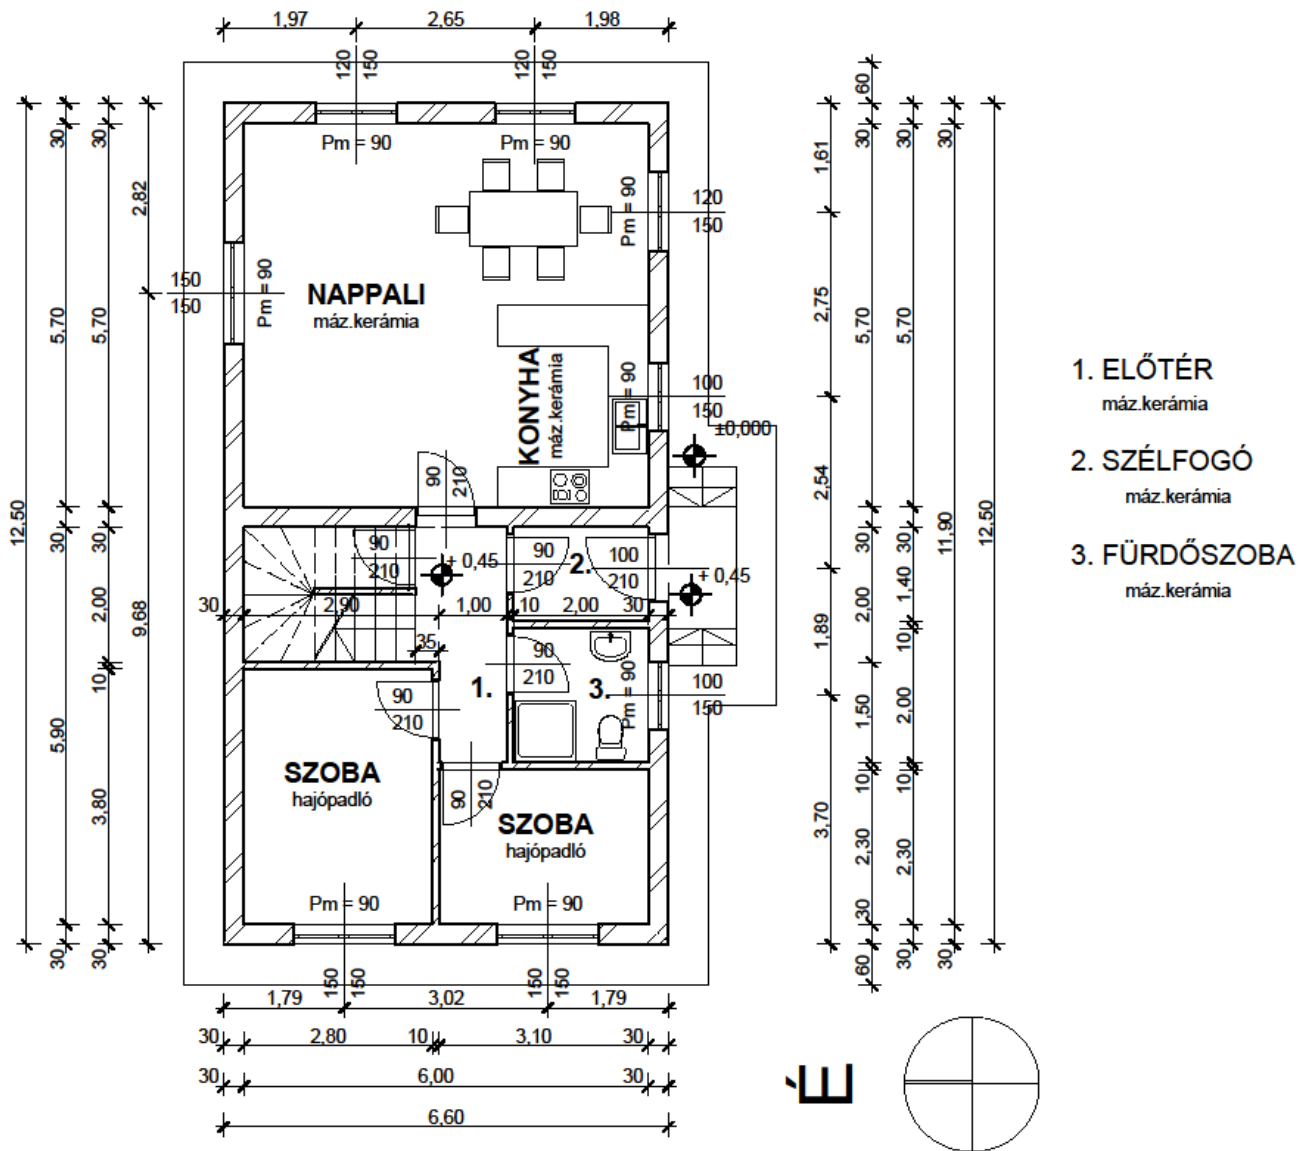 1,97 2,65 1,98
120 150 120 150
Pm = 90 Pm = 90
60
30 30 30 30 30
1,61
2,82
Pm = 90
120
150
150
150
Pm = 90
NAPPALI
máz.kerámia
5,70 5,70 2,75 5,70 5,70
KONYHA
máz.kerámia
Pm = 90
100
150
±0,000
1. ELŐTÉR
máz.kerámia
2. SZÉLFOGÓ
máz.kerámia
3. FÜRDŐSZOBA
máz.kerámia
90 210
2,54
12,50
11,90
12,50
30 30 30 30
90
210
+ 0,45
90
210
2.
100
210
+ 0,45
30 2,90 1,00 10 2,00 30
2,00
9,68
1,89
2,00
1,40
10
35
90
210
1.
90
210
3.
Pm = 90
100
150
10
5,90
1,50
2,00
SZOBA
hajópadló
90 210
SZOBA
hajópadló
3,80
3,70
10 10
2,30 2,30
Pm = 90 Pm = 90
30
30 30
60 30 30
150 150 150 150
1,79 3,02 1,79
30 2,80 10 3,10 30
30 6,00 30
6,60
É